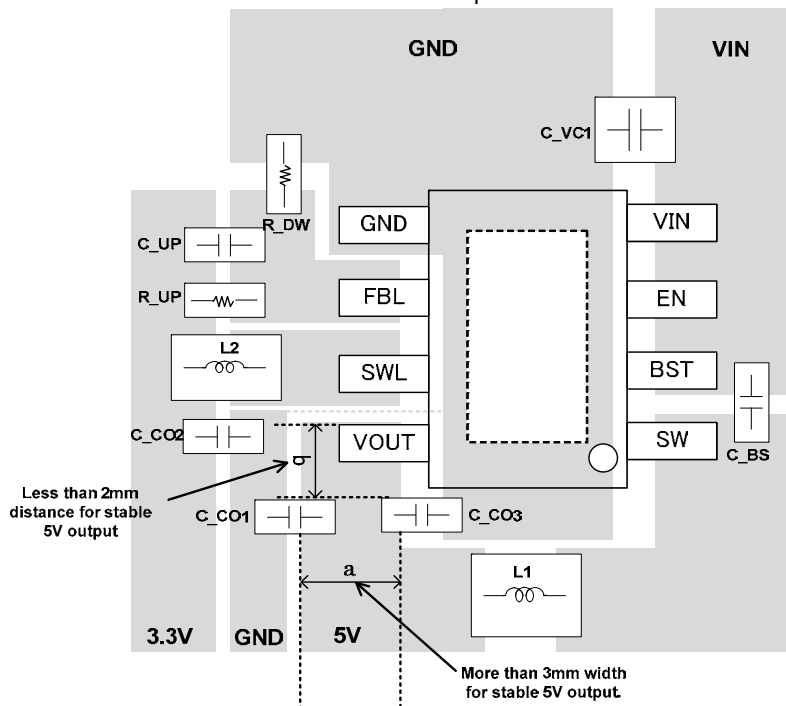 GND
VIN
C_VC1
R_DW
C_UP
GND
VIN
R_UP
FBL
EN
L2
SWL
BST
C_CO2
VOUT
SW
b
C_BS
Less than 2mm
distance for stable
5V output
C_CO1
C_CO3
a
L1
3.3V
GND
5V
More than 3mm width
for stable 5V output.